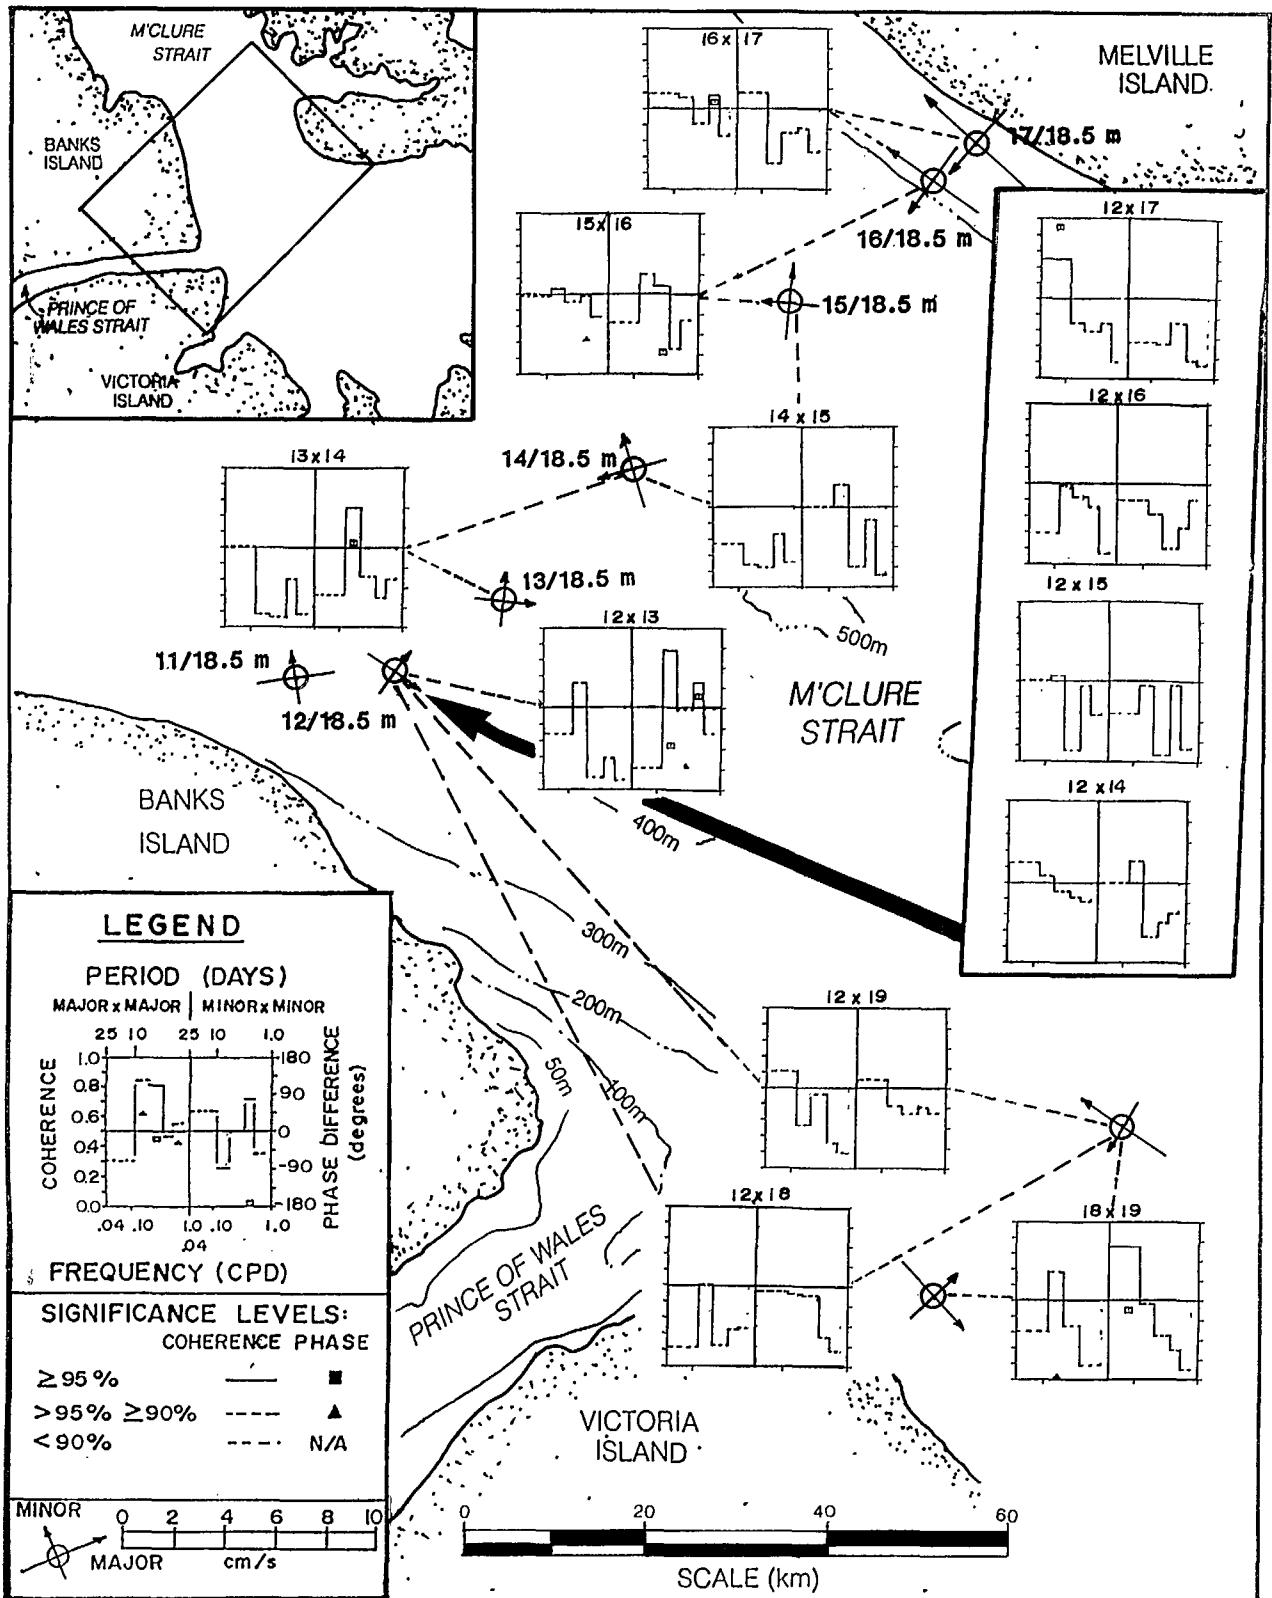 M'CLURE
STRAIT
BANKS
ISLAND
PRINCE OF
WALES STRAIT
VICTORIA
ISLAND
16 x 17
MELVILLE
ISLAND
17/18.5 m
16/18.5 m
15 x 16
15/18.5 m
12 x 17
12 x 16
12 x 15
12 x 14
14 x 15
14/18.5 m
13 x 14
13/18.5 m
12 x 13
11/18.5 m
12/18.5 m
500m
M'CLURE
STRAIT
BANKS
ISLAND
400m
300m
200m
50m
100m
12 x 19
12 x 18
18 x 19
PRINCE OF WALES
STRAIT
VICTORIA
ISLAND
LEGEND
PERIOD (DAYS)
MAJOR x MAJOR | MINOR x MINOR
25 10 25 10 1.0
COHERENCE
1.0
0.8
0.6
0.4
0.2
0.0
180
90
0
-90
-180
PHASE DIFFERENCE
(degrees)
.04 .10 1.0 .10 1.0
.04
FREQUENCY (CPD)
SIGNIFICANCE LEVELS:
COHERENCE PHASE
≥ 95 %
> 95% ≥ 90%
< 90% N/A
MINOR
MAJOR
0 2 4 6 8 10
cm/s
0 20 40 60
SCALE (km)